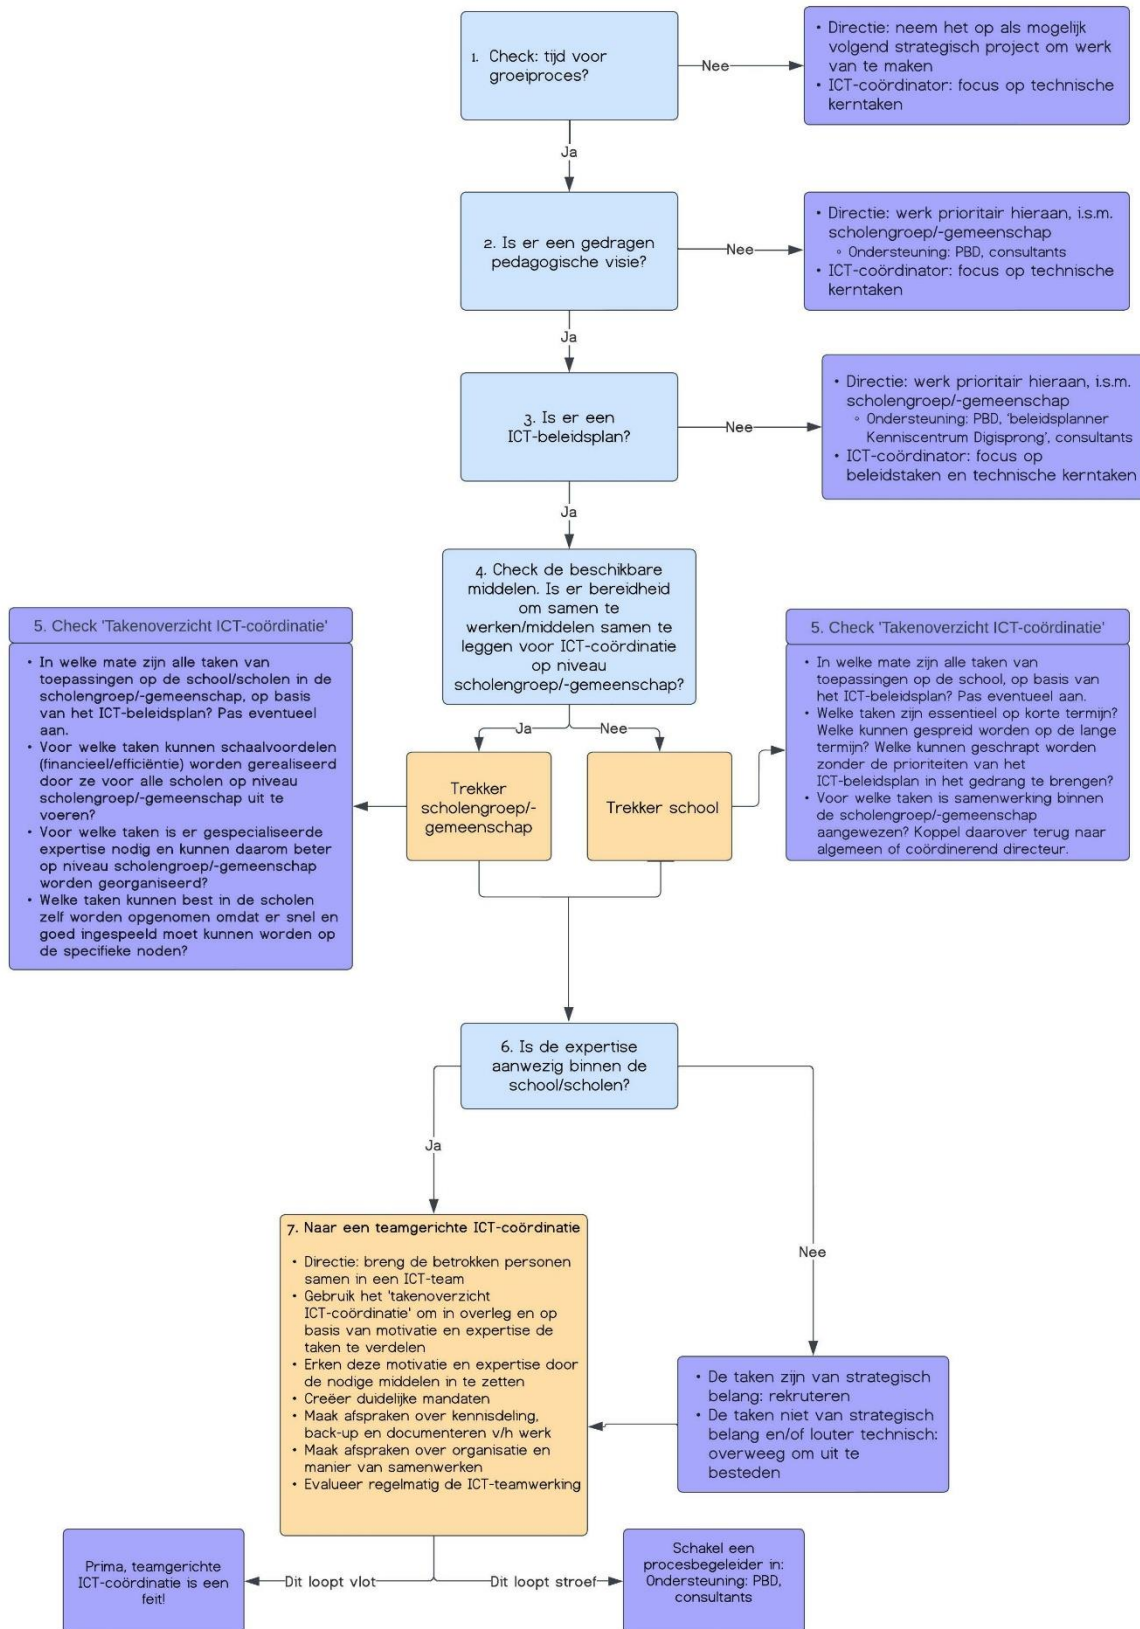 1. Check: tijd voor
groeiproces?
Nee
• Directie: neem het op als mogelijk
volgend strategisch project om werk
van te maken
• ICT-coördinator: focus op technische
kerntaken
Ja
2. Is er een gedragen
pedagogische visie?
Nee
• Directie: werk prioritair hieraan, i.s.m.
scholengroep/-gemeenschap
◦ Ondersteuning: PBD, consultants
• ICT-coördinator: focus op technische
kerntaken
Ja
3. Is er een
ICT-beleidsplan?
Nee
• Directie: werk prioritair hieraan, i.s.m.
scholengroep/-gemeenschap
◦ Ondersteuning: PBD, 'beleidsplanner
Kenniscentrum Digisprong', consultants
• ICT-coördinator: focus op
beleidstaken en technische kerntaken
Ja
4. Check de beschikbare
middelen. Is er bereidheid
om samen te
werken/middelen samen te
leggen voor ICT-coördinatie
op niveau
scholengroep/-gemeenschap?
Ja
Nee
Trekker
scholengroep/-
gemeenschap
Trekker school
5. Check 'Takenoverzicht ICT-coördinatie'
• In welke mate zijn alle taken van
toepassingen op de school/scholen in de
scholengroep/-gemeenschap, op basis
van het ICT-beleidsplan? Pas eventueel
aan.
• Voor welke taken kunnen schaalvoordelen
(financieel/efficiëntie) worden gerealiseerd
door ze voor alle scholen op niveau
scholengroep/-gemeenschap uit te
voeren?
• Voor welke taken is er gespecialiseerde
expertise nodig en kunnen daarom beter
op niveau scholengroep/-gemeenschap
worden georganiseerd?
• Welke taken kunnen best in de scholen
zelf worden opgenomen omdat er snel en
goed ingespeeld moet kunnen worden op
de specifieke noden?
5. Check 'Takenoverzicht ICT-coördinatie'
• In welke mate zijn alle taken van
toepassingen op de school, op basis van
het ICT-beleidsplan? Pas eventueel aan.
• Welke taken zijn essentieel op korte termijn?
Welke kunnen gespreid worden op de lange
termijn? Welke kunnen geschrapt worden
zonder de prioriteiten van het
ICT-beleidsplan in het gedrang te brengen?
• Voor welke taken is samenwerking binnen
de scholengroep/-gemeenschap
aangewezen? Koppel daarover terug naar
algemeen of coördinerend directeur.
6. Is de expertise
aanwezig binnen de
school/scholen?
Ja
Nee
7. Naar een teamgerichte ICT-coördinatie
• Directie: breng de betrokken personen
samen in een ICT-team
• Gebruik het 'takenoverzicht
ICT-coördinatie' om in overleg en op
basis van motivatie en expertise de
taken te verdelen
• Erken deze motivatie en expertise door
de nodige middelen in te zetten
• Creëer duidelijke mandaten
• Maak afspraken over kennisdeling,
back-up en documenteren v/h werk
• Maak afspraken over organisatie en
manier van samenwerken
• Evalueer regelmatig de ICT-teamwerking
• De taken zijn van strategisch
belang: rekruteren
• De taken niet van strategisch
belang en/of louter technisch:
overweeg om uit te
besteden
Dit loopt vlot
Dit loopt stroef
Prima, teamgerichte
ICT-coördinatie is een
feit!
Schakel een
procesbegeleider in:
Ondersteuning: PBD,
consultants